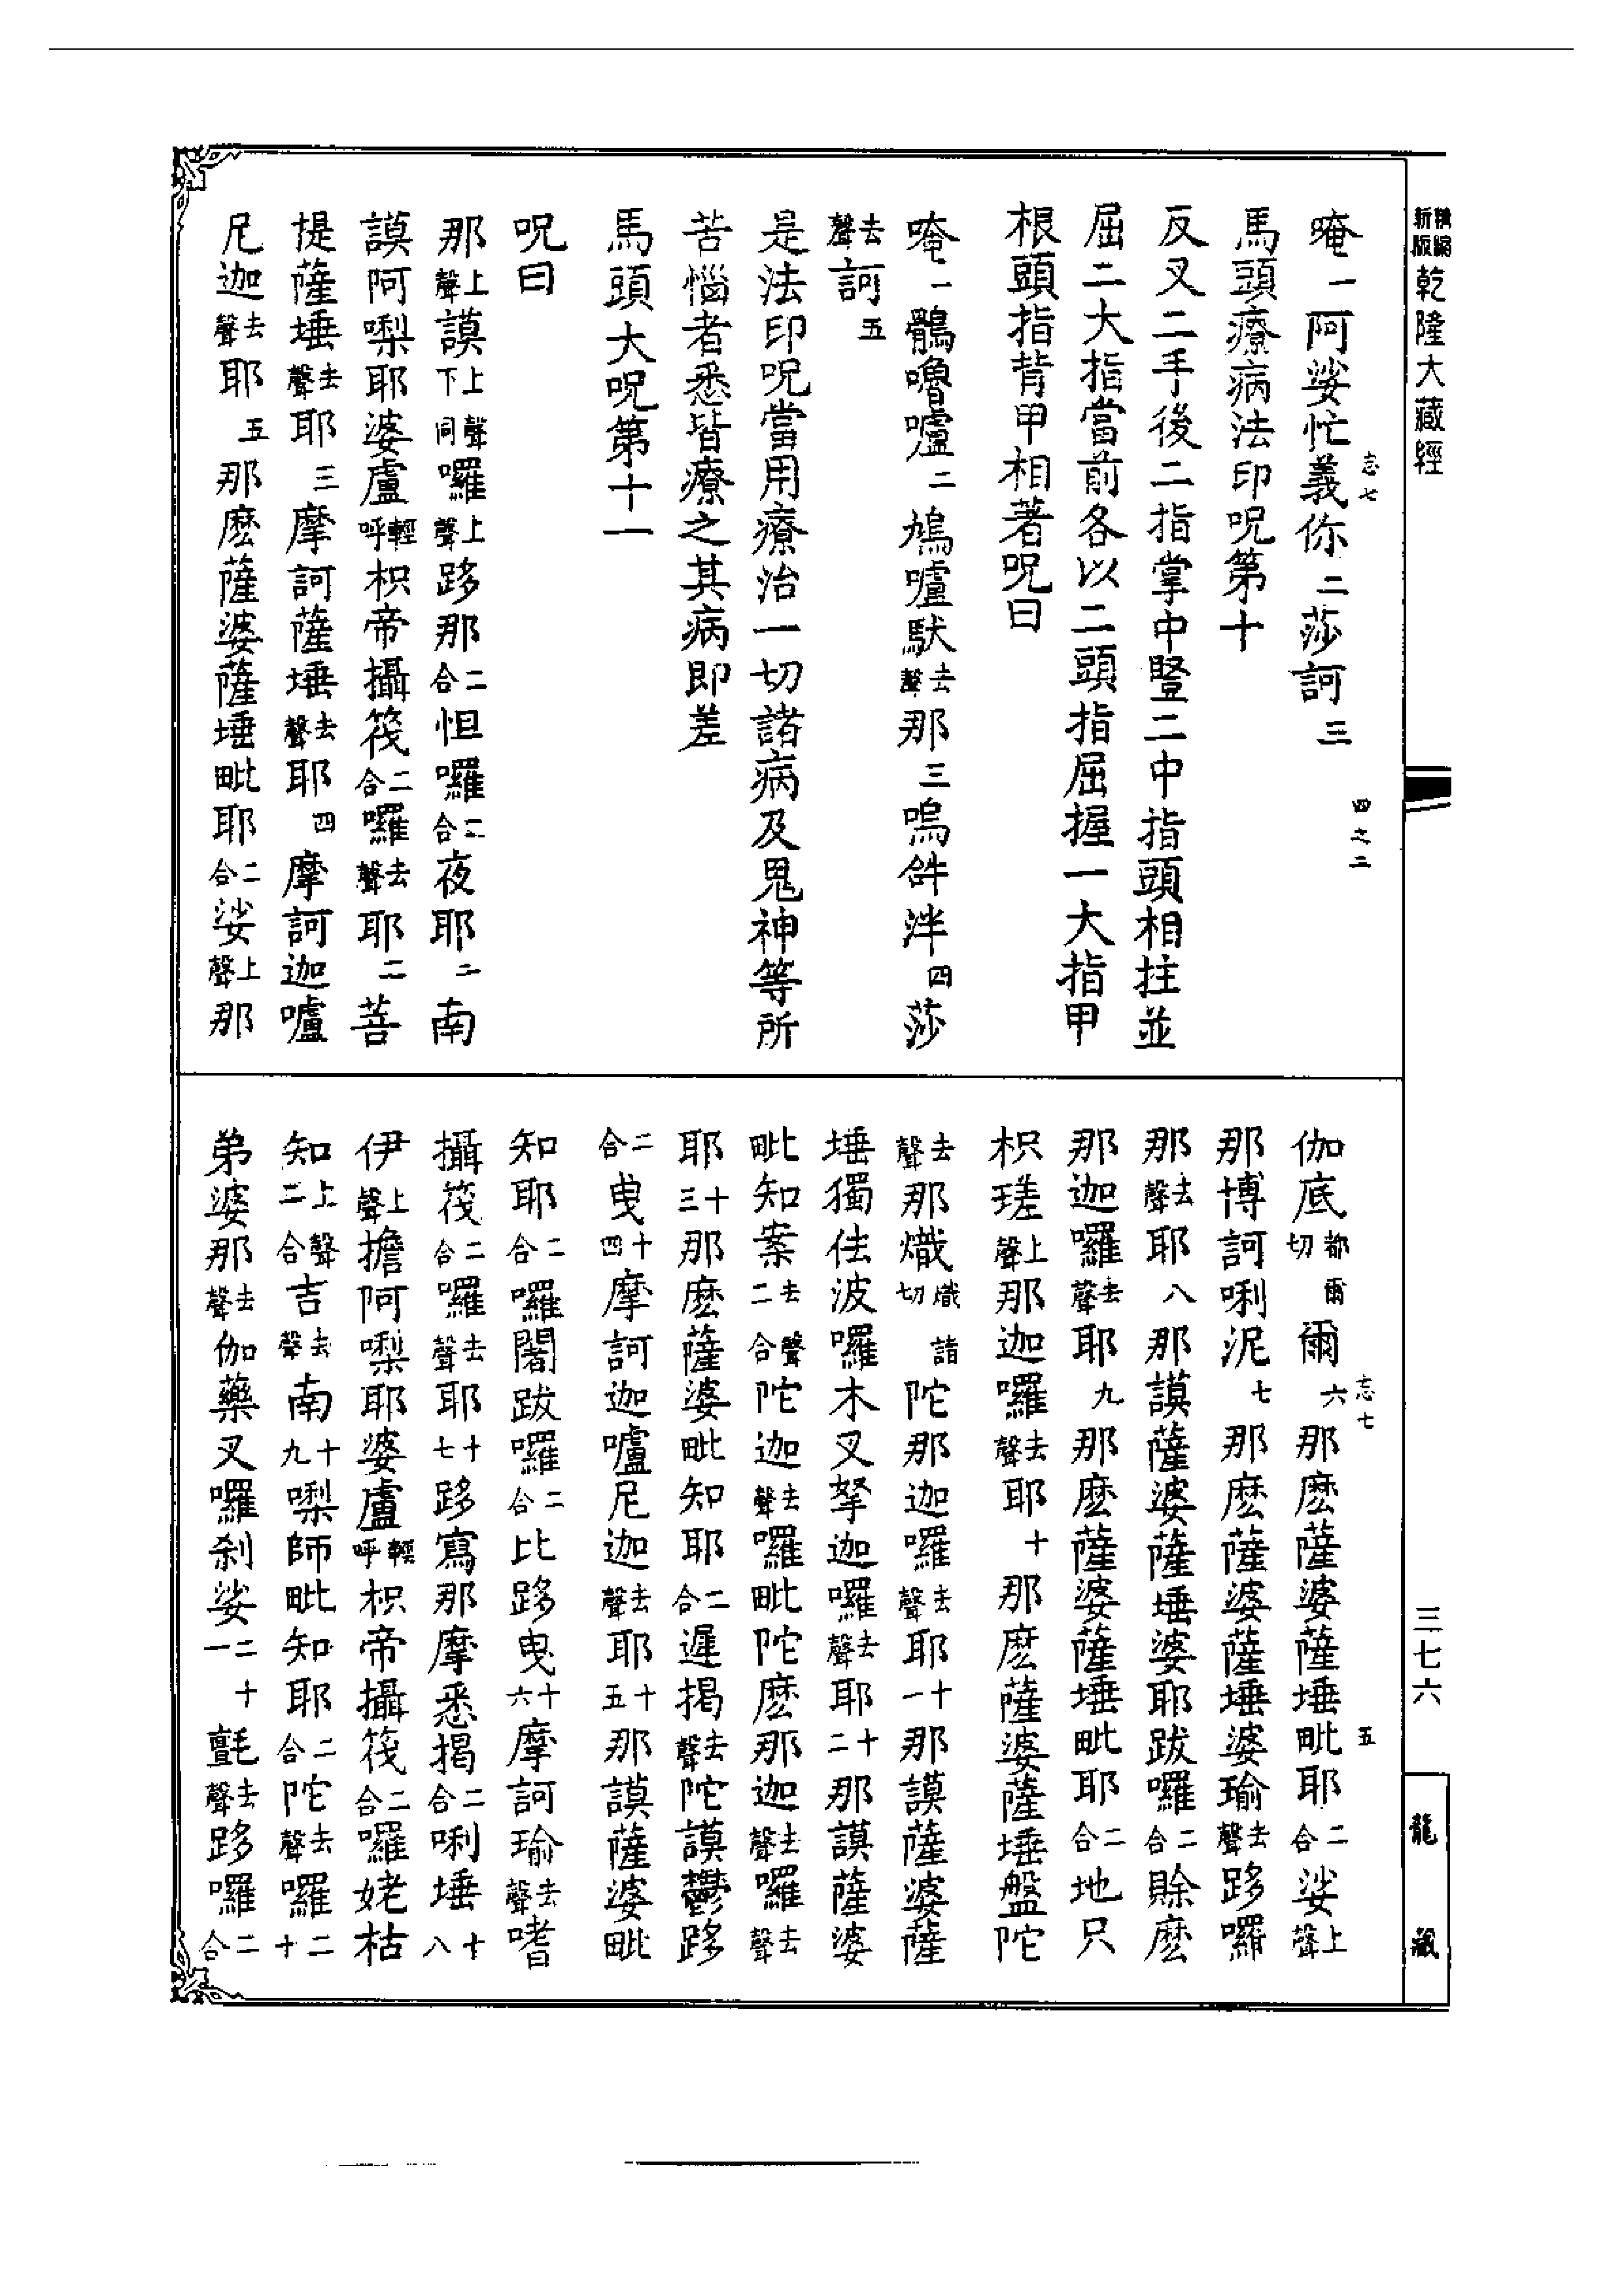 精縮
新版
乾隆大藏經
三七六
龍藏
志七
四之二
唵一阿娑忙義你二莎訶三
馬頭療病法印呪第十
反叉二手後二指掌中豎二中指頭相拄並
屈二大指當前各以二頭指屈握一大指甲
根頭指背甲相著呪曰
唵一鶻嚕嚧二鳩嚧馱去聲那三嗚𤙖泮四莎
去聲訶五
是法印呪當用療治一切諸病及鬼神等所
苦惱者悉皆療之其病即差
馬頭大呪第十一
呪曰
那上聲謨上聲下同囉上聲跢那二合怛囉二合夜耶一南
謨阿㗚耶婆盧輕呼枳帝攝筏二合囉去聲耶二菩
提薩埵去聲耶三摩訶薩埵去聲耶四摩訶迦嚧
尼迦去聲耶五那麽薩婆薩埵毗耶二合娑上聲那
志七
五
伽底都爾切爾六那麽薩婆薩埵毗耶二合娑上聲
那博訶唎泥七那麽薩婆薩埵婆瑜去聲跢囉
那去聲耶八那謨薩婆薩埵婆耶跋囉二合賒麽
那迦囉去聲耶九那麽薩婆薩埵毗耶二合地只
枳瑳上聲那迦囉去聲耶十那麽薩婆薩埵盤陀
去聲那熾諸熾切陀那迦囉去聲耶十一那謨薩婆薩
埵獨佉波囉木叉拏迦囉去聲耶十二那謨薩婆
毗知案去聲二合陀迦去聲囉毗陀麽那迦去聲囉去聲
耶十三那麽薩婆毗知耶二合遲揭去聲陀謨鬱跢
二合曳十四摩訶迦嚧尼迦去聲耶十五那謨薩婆毗
知耶二合囉闍跋囉二合比跢曳十六摩訶瑜去聲嗜
攝筏二合囉去聲耶十七跢寫那摩悉揭二合唎埵十八
伊上聲擔阿㗚耶婆盧輕呼枳帝攝筏二合囉姥枯
知上聲二合吉去聲南十九㗚師毗知耶二合陀去聲囉二十
弟婆那去聲伽藥叉囉刹娑二十一氎去聲跢囉二合